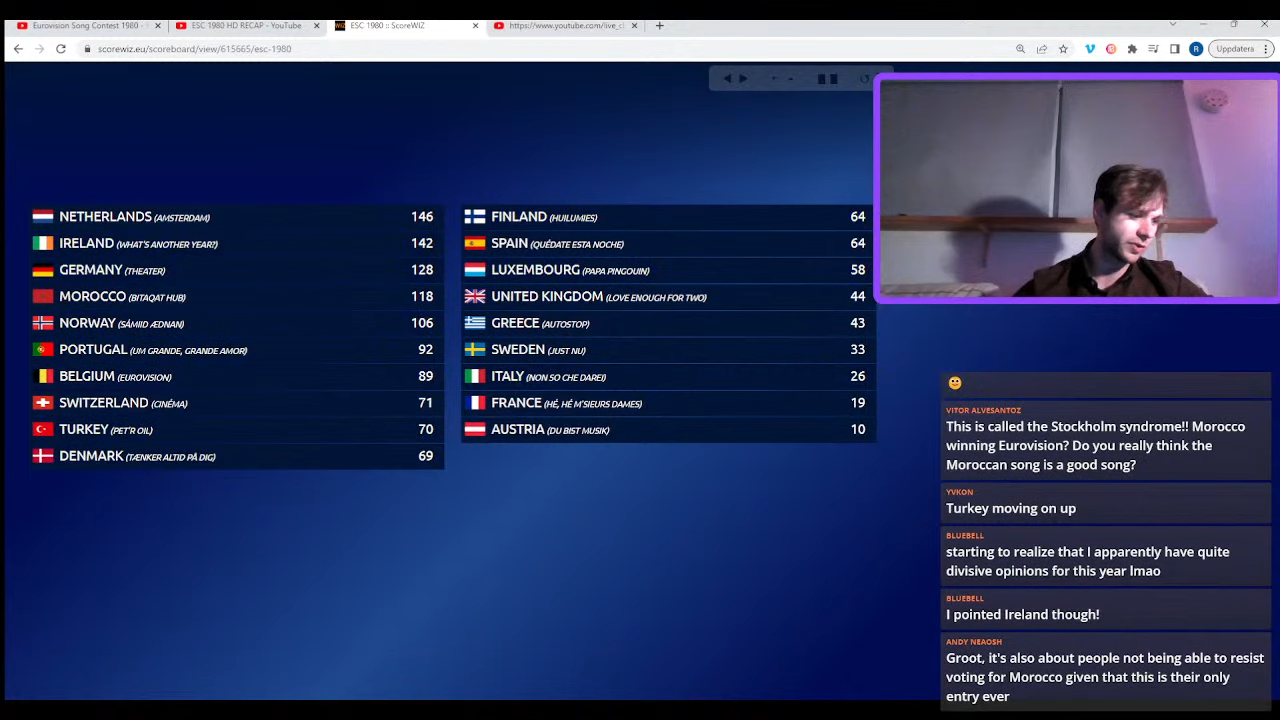 Eurovision Song Contest 1980 -
ESC 1980 HD RECAP - YouTube
ESC 1980 :: ScoreWIZ
https://www.youtube.com/live_c
scorewiz.eu/scoreboard/view/615665/esc-1980
R
Uppdatera
NETHERLANDS (AMSTERDAM) 146
IRELAND (WHAT'S ANOTHER YEAR?) 142
GERMANY (THEATER) 128
MOROCCO (BITAQAT HUB) 118
NORWAY (SÁMIID ÆDNAN) 106
PORTUGAL (UM GRANDE, GRANDE AMOR) 92
BELGIUM (EUROVISION) 89
SWITZERLAND (CINÉMA) 71
TURKEY (PET'R OIL) 70
DENMARK (TÆNKER ALTID PÅ DIG) 69
FINLAND (HUILUMIES) 64
SPAIN (QUÉDATE ESTA NOCHE) 64
LUXEMBOURG (PAPA PINGOUIN) 58
UNITED KINGDOM (LOVE ENOUGH FOR TWO) 44
GREECE (AUTOSTOP) 43
SWEDEN (JUST NU) 33
ITALY (NON SO CHE DAREI) 26
FRANCE (HÉ, HÉ M'SIEURS DAMES) 19
AUSTRIA (DU BIST MUSIK) 10
VITOR ALVESANTOZ
This is called the Stockholm syndrome!! Morocco
winning Eurovision? Do you really think the
Moroccan song is a good song?
YVKON
Turkey moving on up
BLUEBELL
starting to realize that I apparently have quite
divisive opinions for this year lmao
BLUEBELL
I pointed Ireland though!
ANDY NEAOSH
Groot, it's also about people not being able to resist
voting for Morocco given that this is their only
entry ever